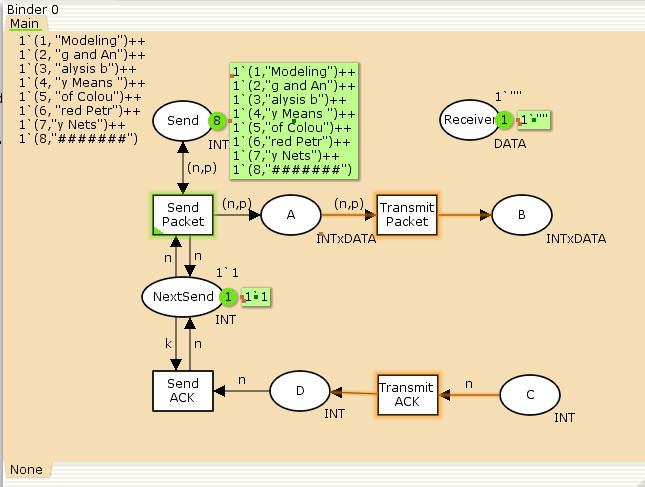 Binder 0
Main
1`(1, "Modeling")++
1`(2, "g and An")++
1`(3, "alysis b")++
1`(4, "y Means ")++
1`(5, "of Colou")++
1`(6, "red Petr")++
1`(7,"y Nets")++
1`(8,"#######")
1`(1,"Modeling")++
1`(2,"g and An")++
1`(3,"alysis b")++
1`(4,"y Means ")++
1`(5,"of Colou")++
1`(6,"red Petr")++
1`(7,"y Nets")++
1`(8,"#######")
Send
8
INT
1`""
Receiver
1
1`""
DATA
(n,p)
Send
Packet
(n,p)
A
INTxDATA
(n,p)
Transmit
Packet
B
INTxDATA
n
n
1`1
NextSend
1
1`1
INT
k
n
Send
ACK
n
D
INT
Transmit
ACK
n
C
INT
None